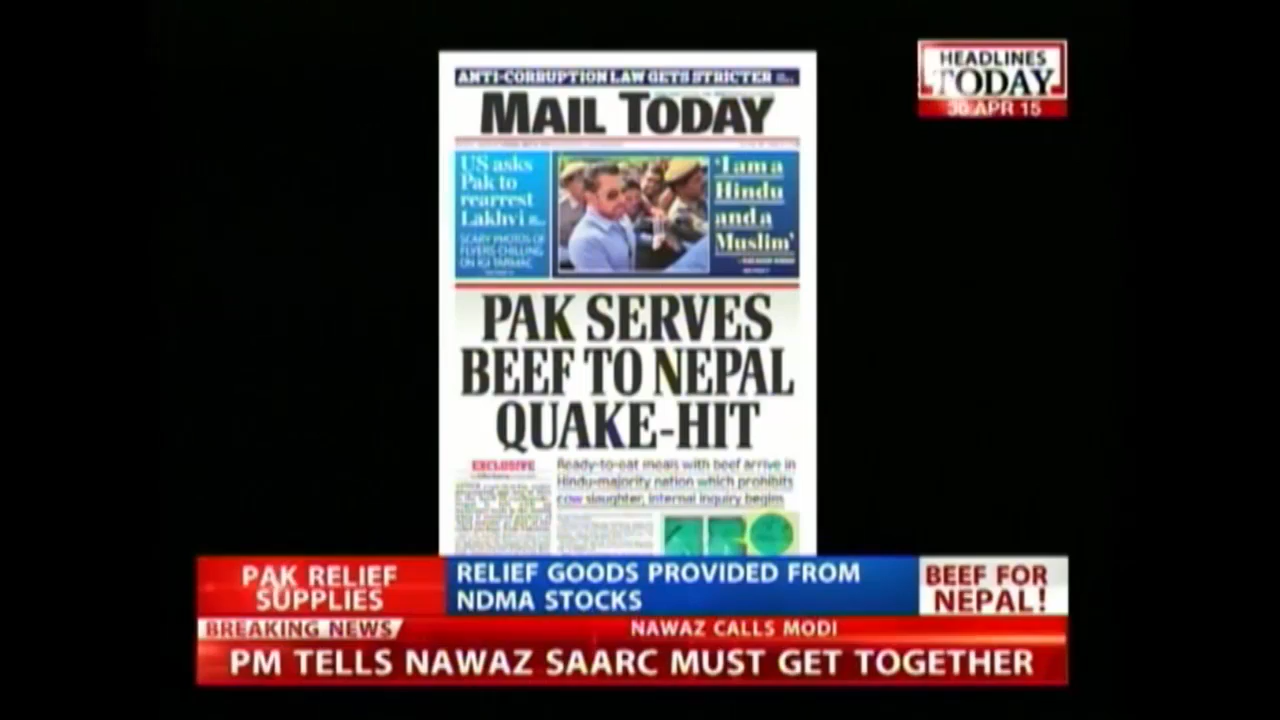 HEADLINES
TODAY
30 APR 15
ANTI-CORRUPTION LAW GETS STRICTER
MAIL TODAY
US asks
Pak to
rearrest
Lakhvi
SCARY PHOTOS OF
FLYERS CHILLING
ON IGI TARMAC
'I am a
Hindu
and a
Muslim'
PAK SERVES
BEEF TO NEPAL
QUAKE-HIT
EXCLUSIVE
Ready-to-eat meals with beef arrive in
Hindu-majority nation which prohibits
cow slaughter, internal inquiry begins
PAK RELIEF
SUPPLIES
RELIEF GOODS PROVIDED FROM
NDMA STOCKS
BEEF FOR
NEPAL!
BREAKING NEWS
NAWAZ CALLS MODI
PM TELLS NAWAZ SAARC MUST GET TOGETHER